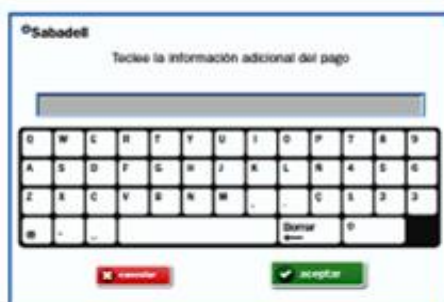 Sabadell
Teclee la información adicional del pago
Q W E R T Y U I O P 7 8 9
A S D F G H J K L Ñ 4 5 6
Z X C V B N M . Ç 1 2 3
- _ Borrar 0
cancelar
aceptar